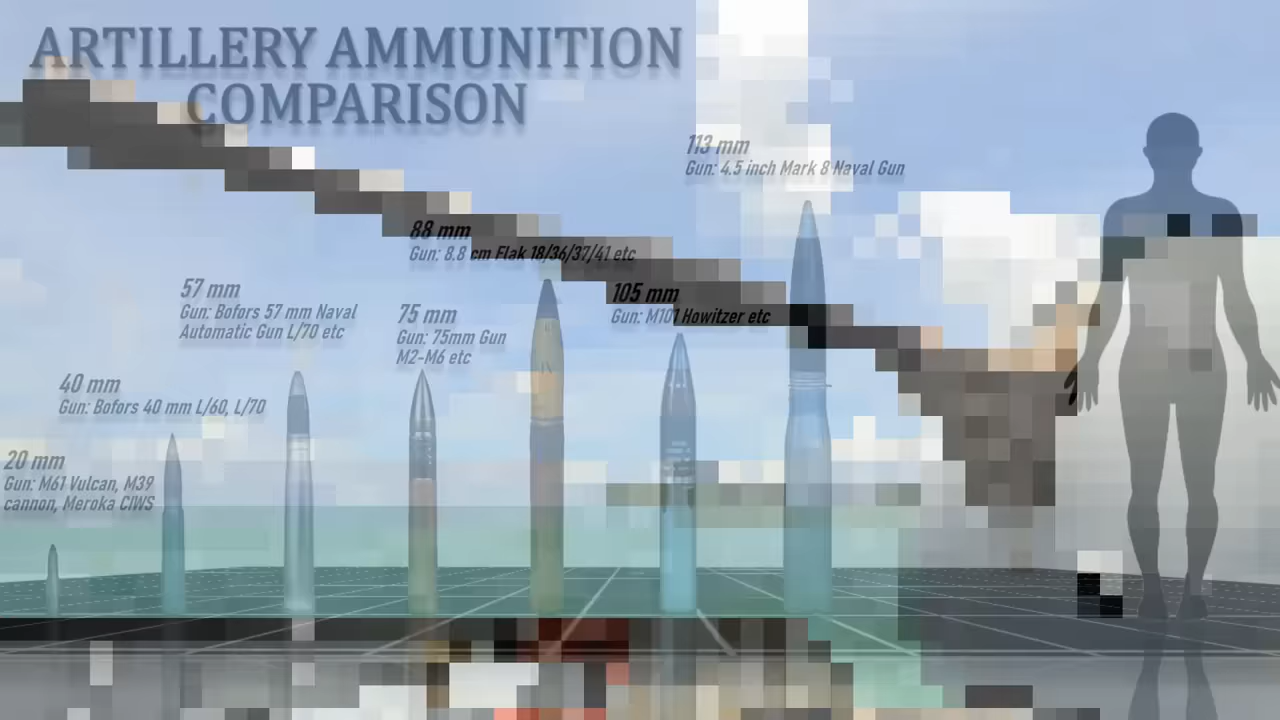 ARTILLERY AMMUNITION
COMPARISON
20 mm
Gun: M61 Vulcan, M39
cannon, Meroka CIWS
40 mm
Gun: Bofors 40 mm L/60, L/70
57 mm
Gun: Bofors 57 mm Naval
Automatic Gun L/70 etc
75 mm
Gun: 75mm Gun
M2-M6 etc
88 mm
Gun: 8.8 cm Flak 18/36/37/41 etc
105 mm
Gun: M101 Howitzer etc
113 mm
Gun: 4.5 inch Mark 8 Naval Gun